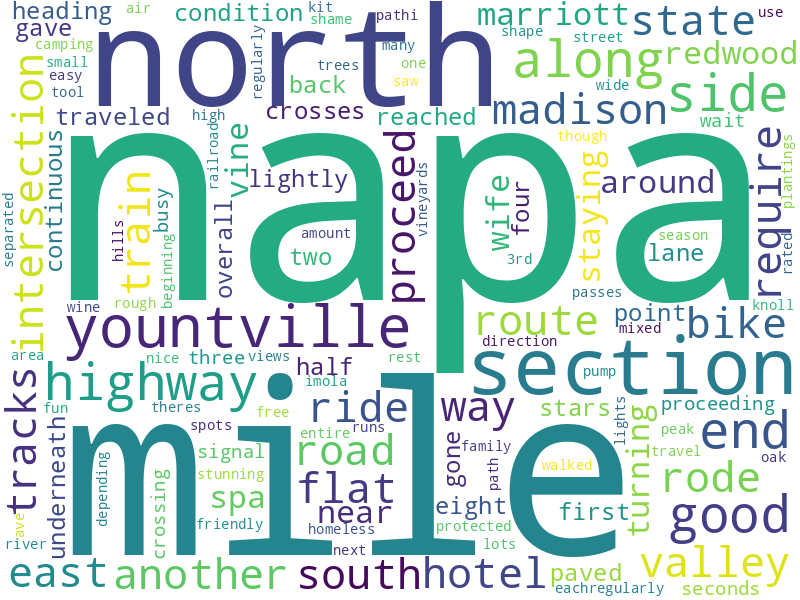 heading
air
kit
pathi
condition
marriott
state
use
gave
shame
north
many
shape
street
along
redwood
camping
trees
one
small
regularly
back
saw
wide
side
easy
tool
traveled
high
crosses
reached
madison
wait
intersection
continuous
railroad
vine
napa
though
plantings
separated
train
busy
lightly
proceed
vineyards
wife
four
staying
around
require
rated
hills
beginning
overall
amount
two
3rd
season
lane
rough
wine
passes
knoll
yountville
route
point
mixed
bike
direction
area
nice
three
views
rest
section
pump
highway
half
imola
tracks
fun
theres
free
ride
way
stars
lights
proceeding
spots
entire
runs
road
peak
end
underneath
signal
mile
gone
family
turning
travel
oak
depending
crossing
stunning
spa
flat
path
walked
rode
ave
friendly
near
eight
first
good
homeless
protected
river
next
lots
east
another
south
hotel
paved
valley
eachregularly
seconds